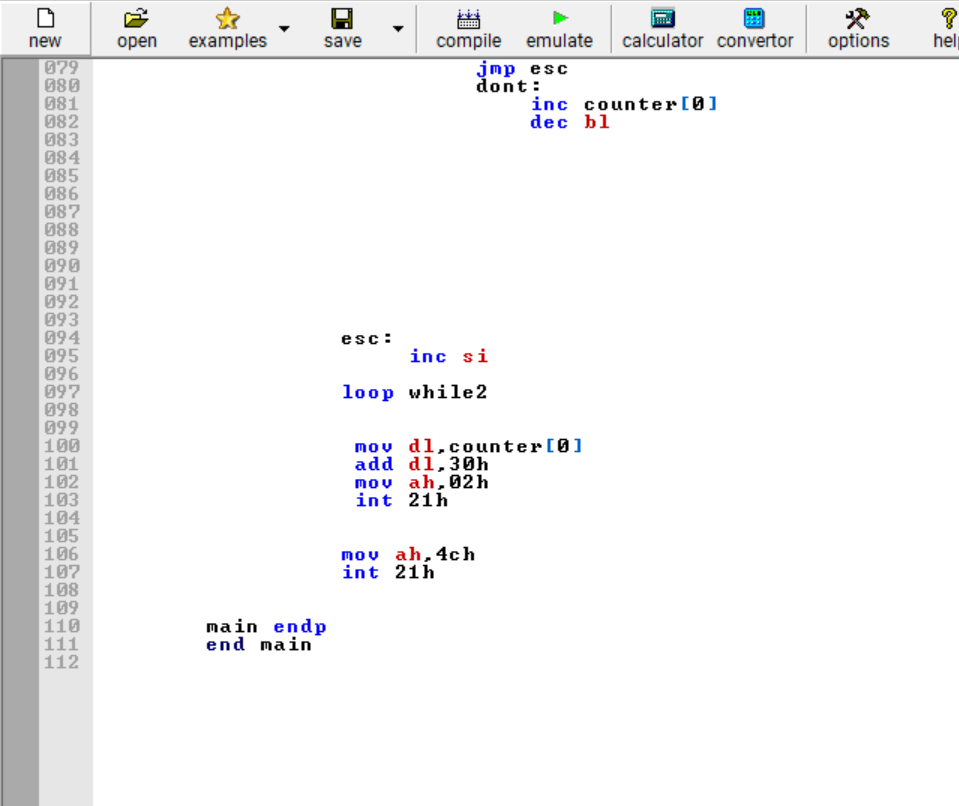 new open examples save compile emulate calculator convertor options help
079 jmp esc
080 dont:
081 inc counter[0]
082 dec bl
083
084
085
086
087
088
089
090
091
092
093
094 esc:
095 inc si
096
097 loop while2
098
099
100 mov dl,counter[0]
101 add dl,30h
102 mov ah,02h
103 int 21h
104
105
106 mov ah,4ch
107 int 21h
108
109
110 main endp
111 end main
112